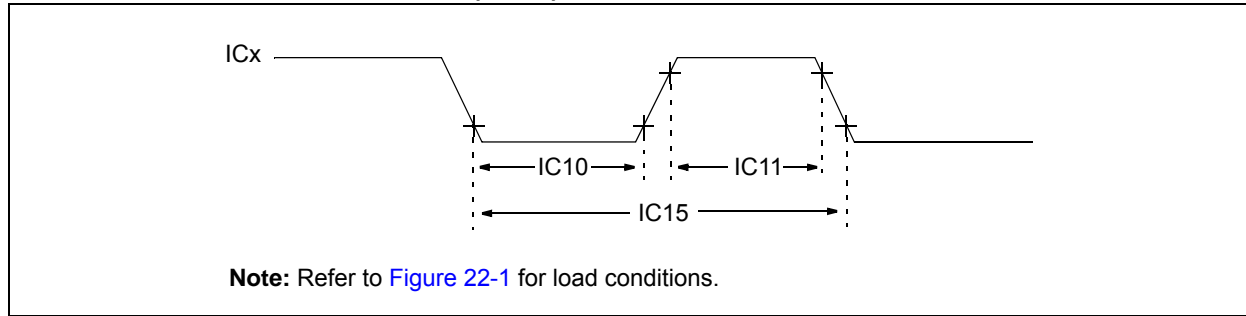 ICx
IC10
IC11
IC15
Note: Refer to Figure 22-1 for load conditions.